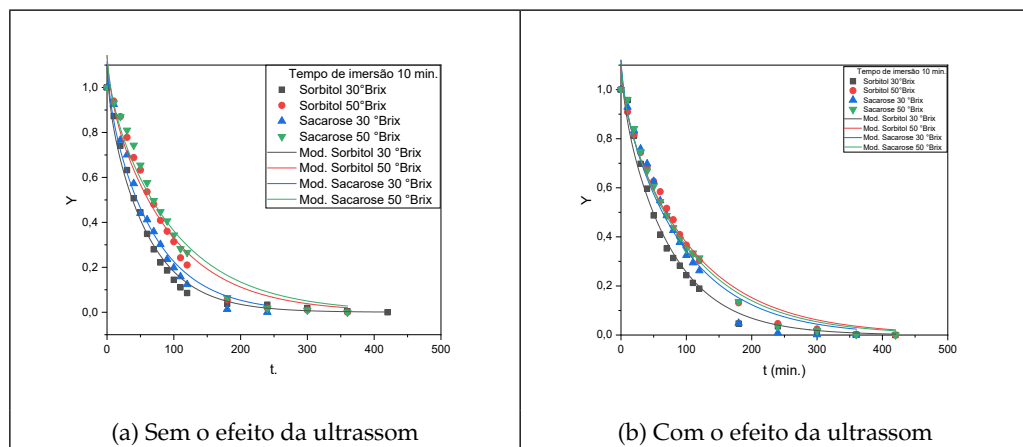 Tempo de imersão 10 min.
Sorbitol 30°Brix
Sorbitol 50°Brix
Sacarose 30 °Brix
Sacarose 50 °Brix
Mod. Sorbitol 30 °Brix
Mod. Sorbitol 50 °Brix
Mod. Sacarose 30 °Brix
Mod. Sacarose 50 °Brix
1,0
0,8
0,6
0,4
0,2
0,0
Y
0 100 200 300 400 500
t.
(a) Sem o efeito da ultrassom
Tempo de imersão 10 min.
Sorbitol 30°Brix
Sorbitol 50°Brix
Sacarose 30 °Brix
Sacarose 50 °Brix
Mod. Sorbitol 30 °Brix
Mod. Sorbitol 50 °Brix
Mod. Sacarose 30 °Brix
Mod. Sacarose 50 °Brix
1,0
0,8
0,6
0,4
0,2
0,0
Y
0 100 200 300 400 500
t (min.)
(b) Com o efeito da ultrassom